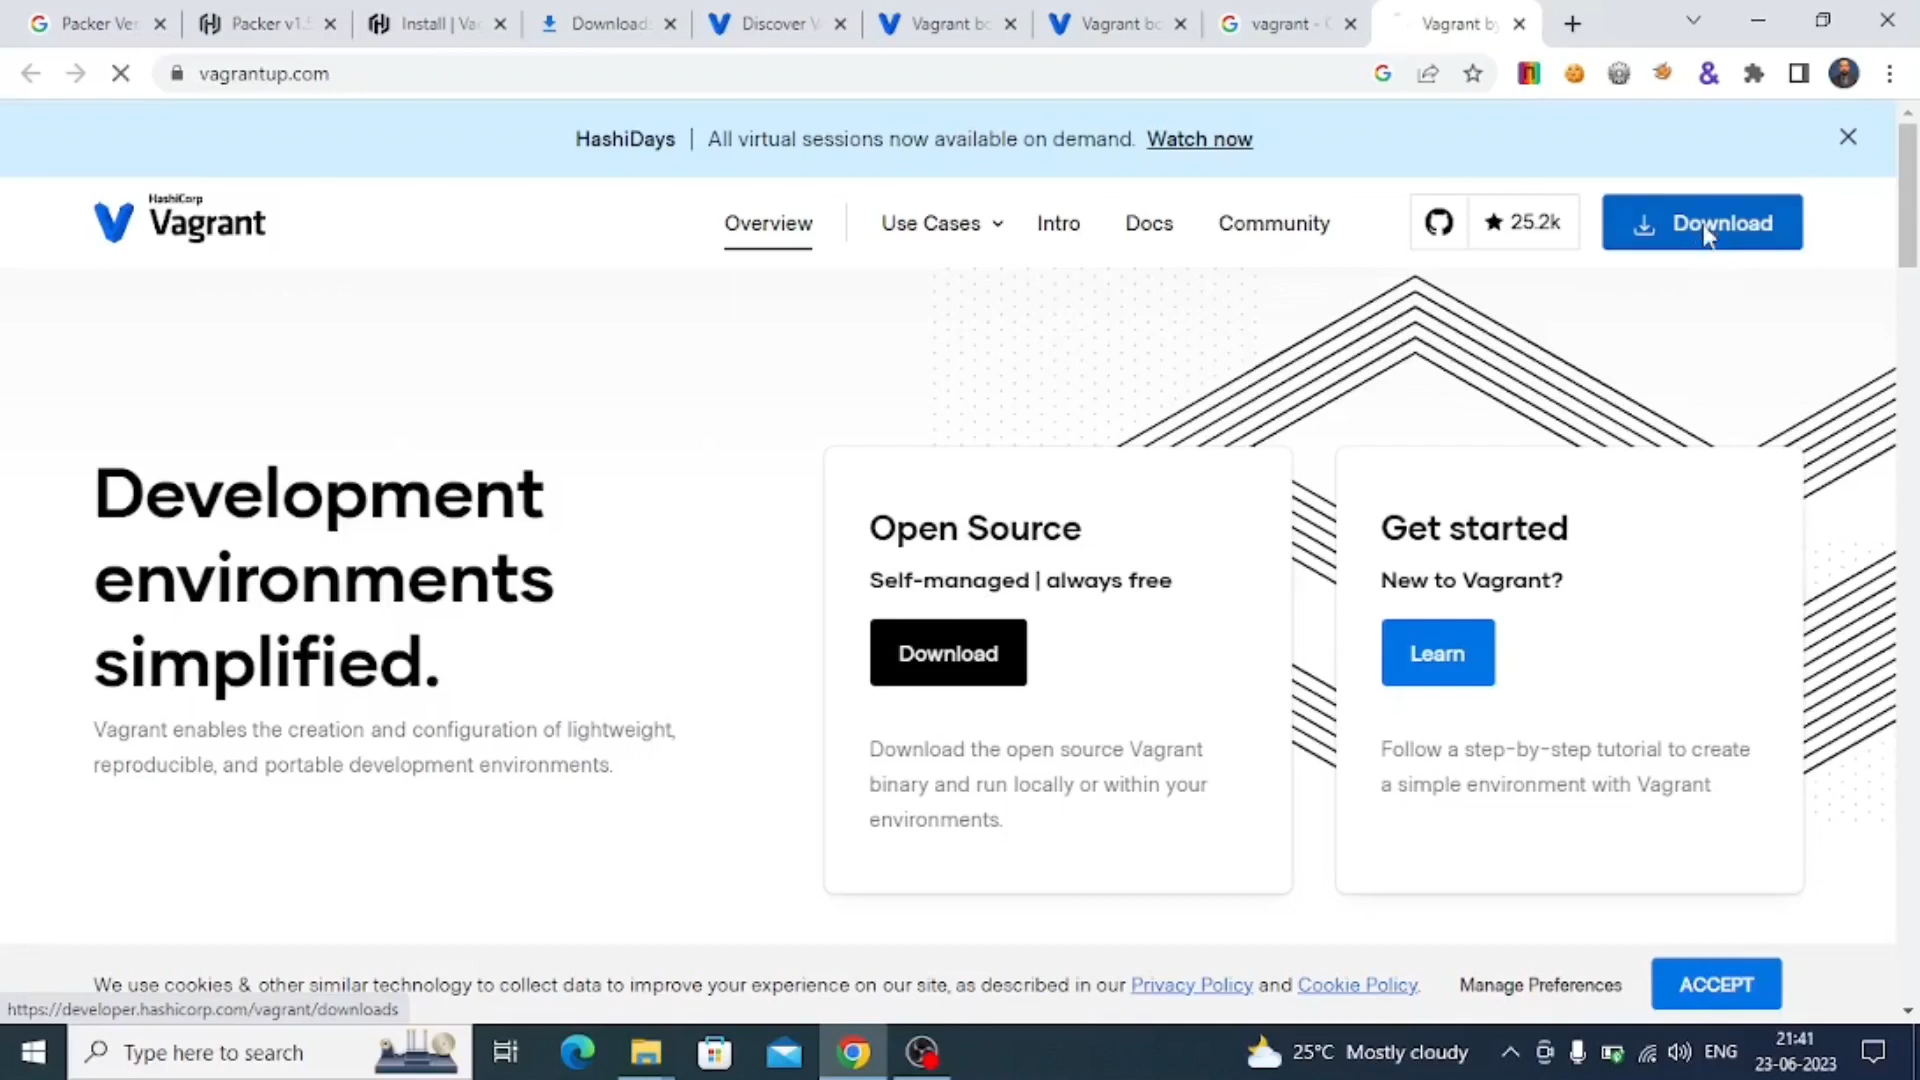 Packer Ver
Packer v1.5
Install | Va
Download
Discover V
Vagrant bo
Vagrant bo
vagrant - G
Vagrant by
vagrantup.com
HashiDays | All virtual sessions now available on demand. Watch now
HashiCorp
Vagrant
Overview
Use Cases
Intro
Docs
Community
25.2k
Download
Development
environments
simplified.
Vagrant enables the creation and configuration of lightweight,
reproducible, and portable development environments.
Open Source
Self-managed | always free
Download
Download the open source Vagrant
binary and run locally or within your
environments.
Get started
New to Vagrant?
Learn
Follow a step-by-step tutorial to create
a simple environment with Vagrant
We use cookies & other similar technology to collect data to improve your experience on our site, as described in our Privacy Policy and Cookie Policy.
Manage Preferences
ACCEPT
https://developer.hashicorp.com/vagrant/downloads
Type here to search
25°C Mostly cloudy
ENG
21:41
23-06-2023